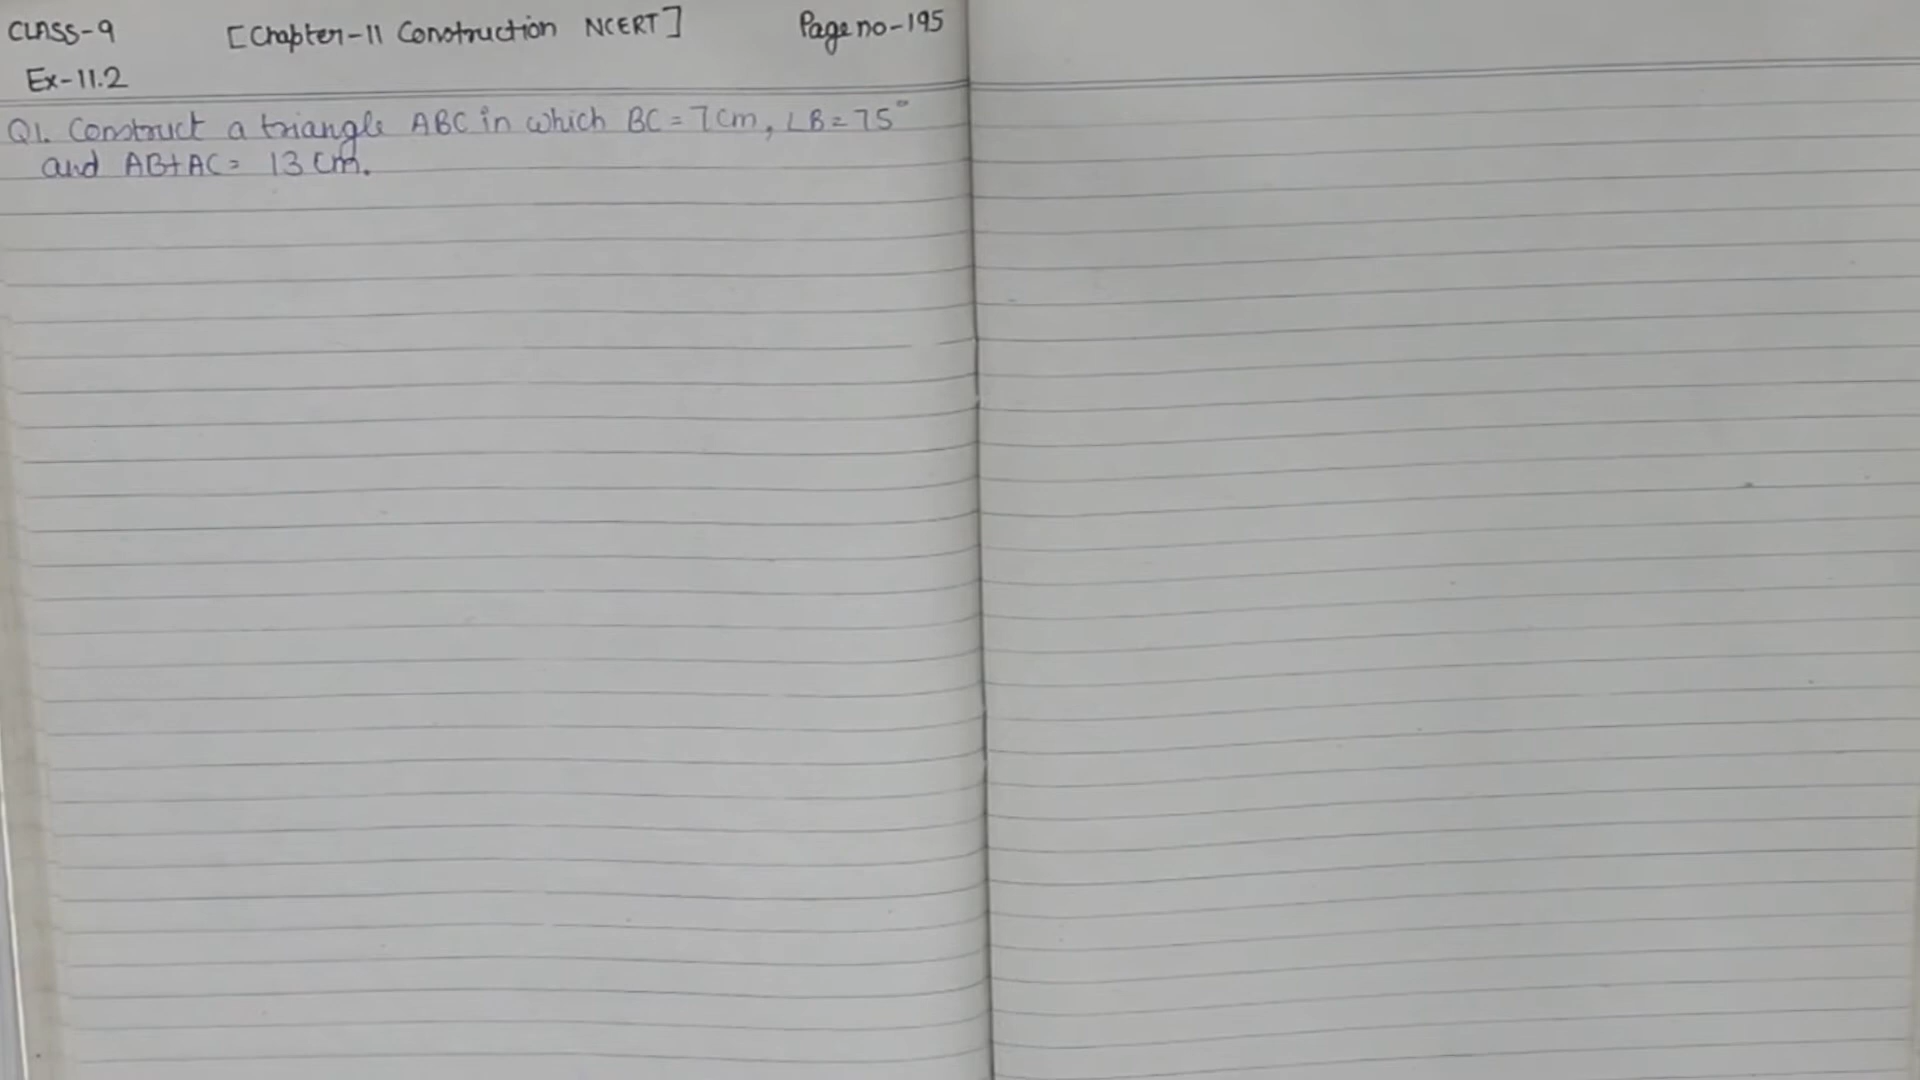 CLASS-9 [Chapter-11 Construction NCERT] Page no-195
Ex-11.2
Q1. Construct a triangle ABC in which BC = 7cm, ∠B = 75°
and AB+AC = 13 cm.